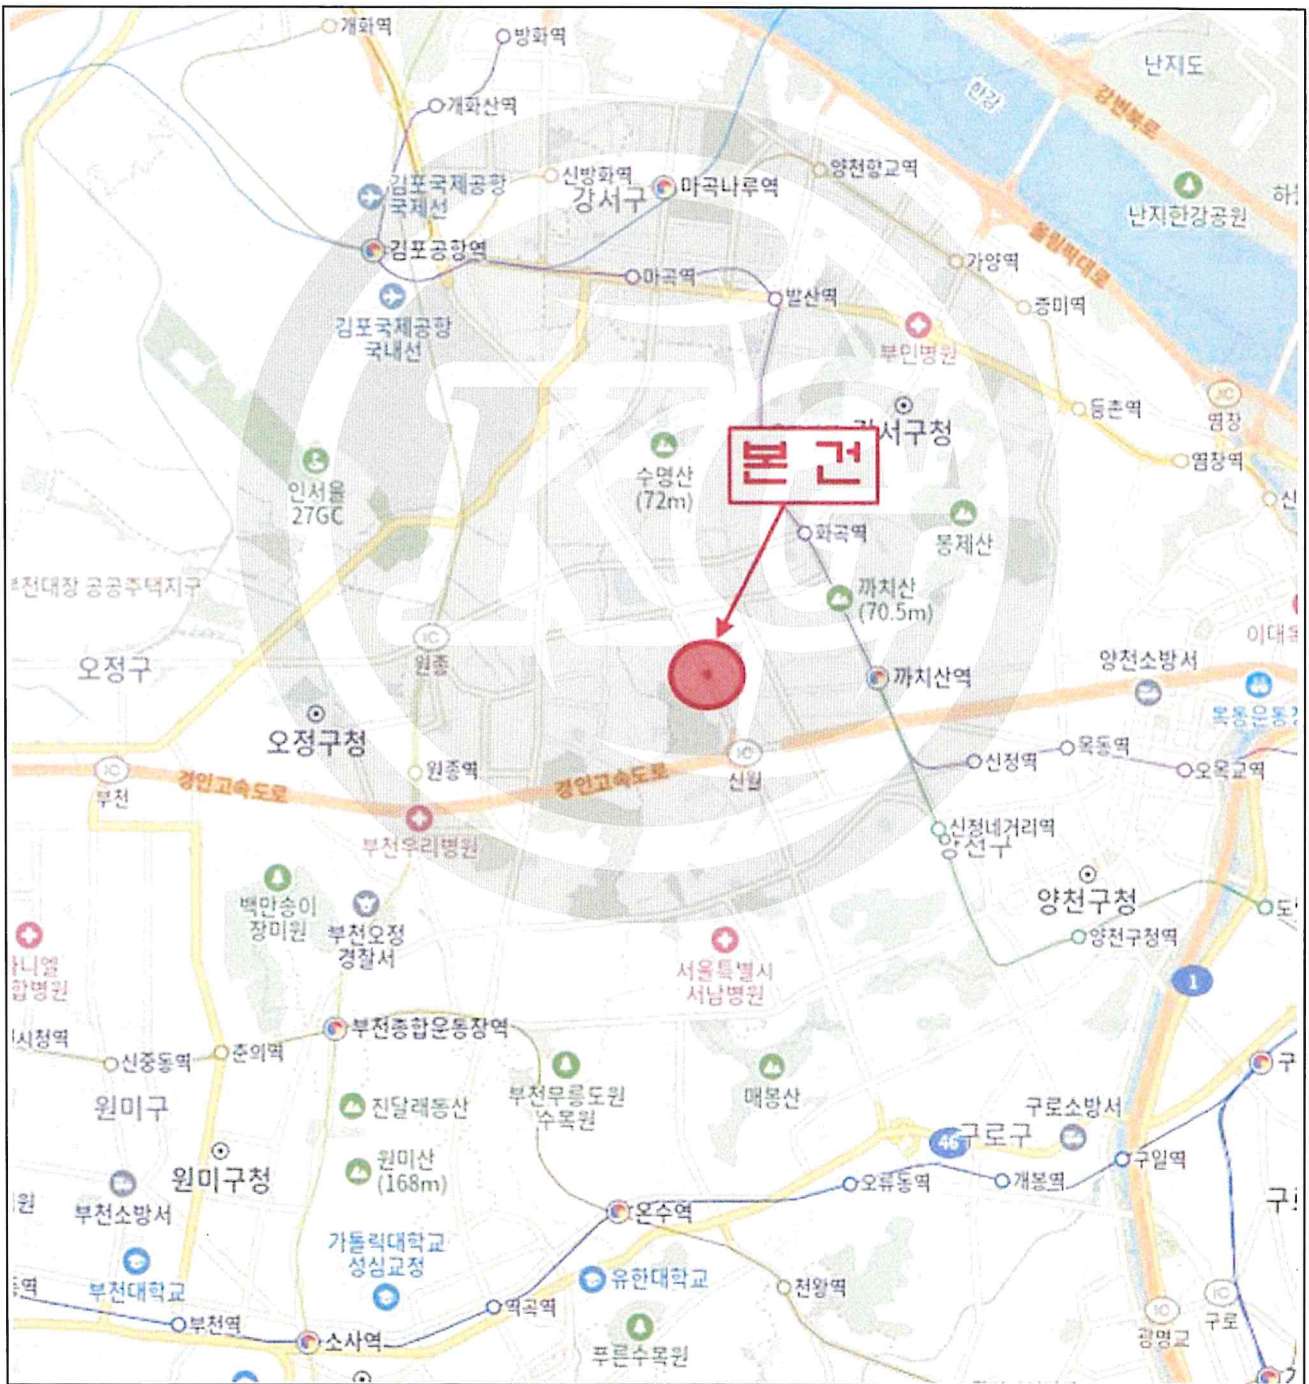 개화역
방화역
난지도
한강
강변북로
개화산역
김포국제공항
국제선
신방화역
강서구
마곡나루역
양천향교역
난지한강공원
김포공항역
올림픽대로
가양역
마곡역
발산역
증미역
김포국제공항
국내선
부민병원
등촌역
염창
강서구청
염창역
본 건
수명산
(72m)
인서울
27GC
화곡역
봉제산
까치산
(70.5m)
부천대장 공공주택지구
오정구
IC
원종
양천소방서
까치산역
오정구청
IC
신월
신정역
목동역
오목교역
원종역
IC
부천
경인고속도로
경인고속도로
부천우리병원
신정네거리역
백만송이
장미원
부천오정
경찰서
양천구청
양천구청역
서울특별시
서남병원
1
부천종합운동장역
춘의역
신중동역
원미구
진달래동산
부천무릉도원
수목원
매봉산
구로소방서
46
구로구
구일역
원미산
(168m)
원미구청
부천소방서
온수역
오류동역
개봉역
가톨릭대학교
성심교정
부천대학교
유한대학교
천왕역
역곡역
부천역
소사역
푸른수목원
IC
광명교
IC
구로